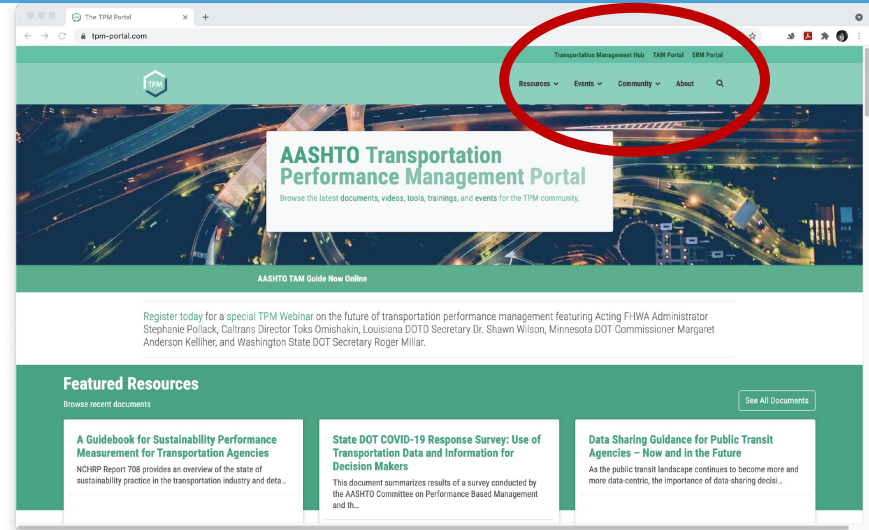 The TPM Portal
tpm-portal.com
Transportation Management Hub TAM Portal ERM Portal
TPM
Resources Events Community About
AASHTO Transportation
Performance Management Portal
Browse the latest documents, videos, tools, trainings, and events for the TPM community.
AASHTO TAM Guide Now Online
Register today for a special TPM Webinar on the future of transportation performance management featuring Acting FHWA Administrator
Stephanie Pollack, Caltrans Director Toks Omishakin, Louisiana DOTD Secretary Dr. Shawn Wilson, Minnesota DOT Commissioner Margaret
Anderson Kelliher, and Washington State DOT Secretary Roger Millar.
Featured Resources
Browse recent documents
See All Documents
A Guidebook for Sustainability Performance
Measurement for Transportation Agencies
NCHRP Report 708 provides an overview of the state of
sustainability practice in the transportation industry and deta...
State DOT COVID-19 Response Survey: Use of
Transportation Data and Information for
Decision Makers
This document summarizes results of a survey conducted by
the AASHTO Committee on Performance Based Management
and th...
Data Sharing Guidance for Public Transit
Agencies – Now and in the Future
As the public transit landscape continues to become more and
more data-centric, the importance of data-sharing decisi...